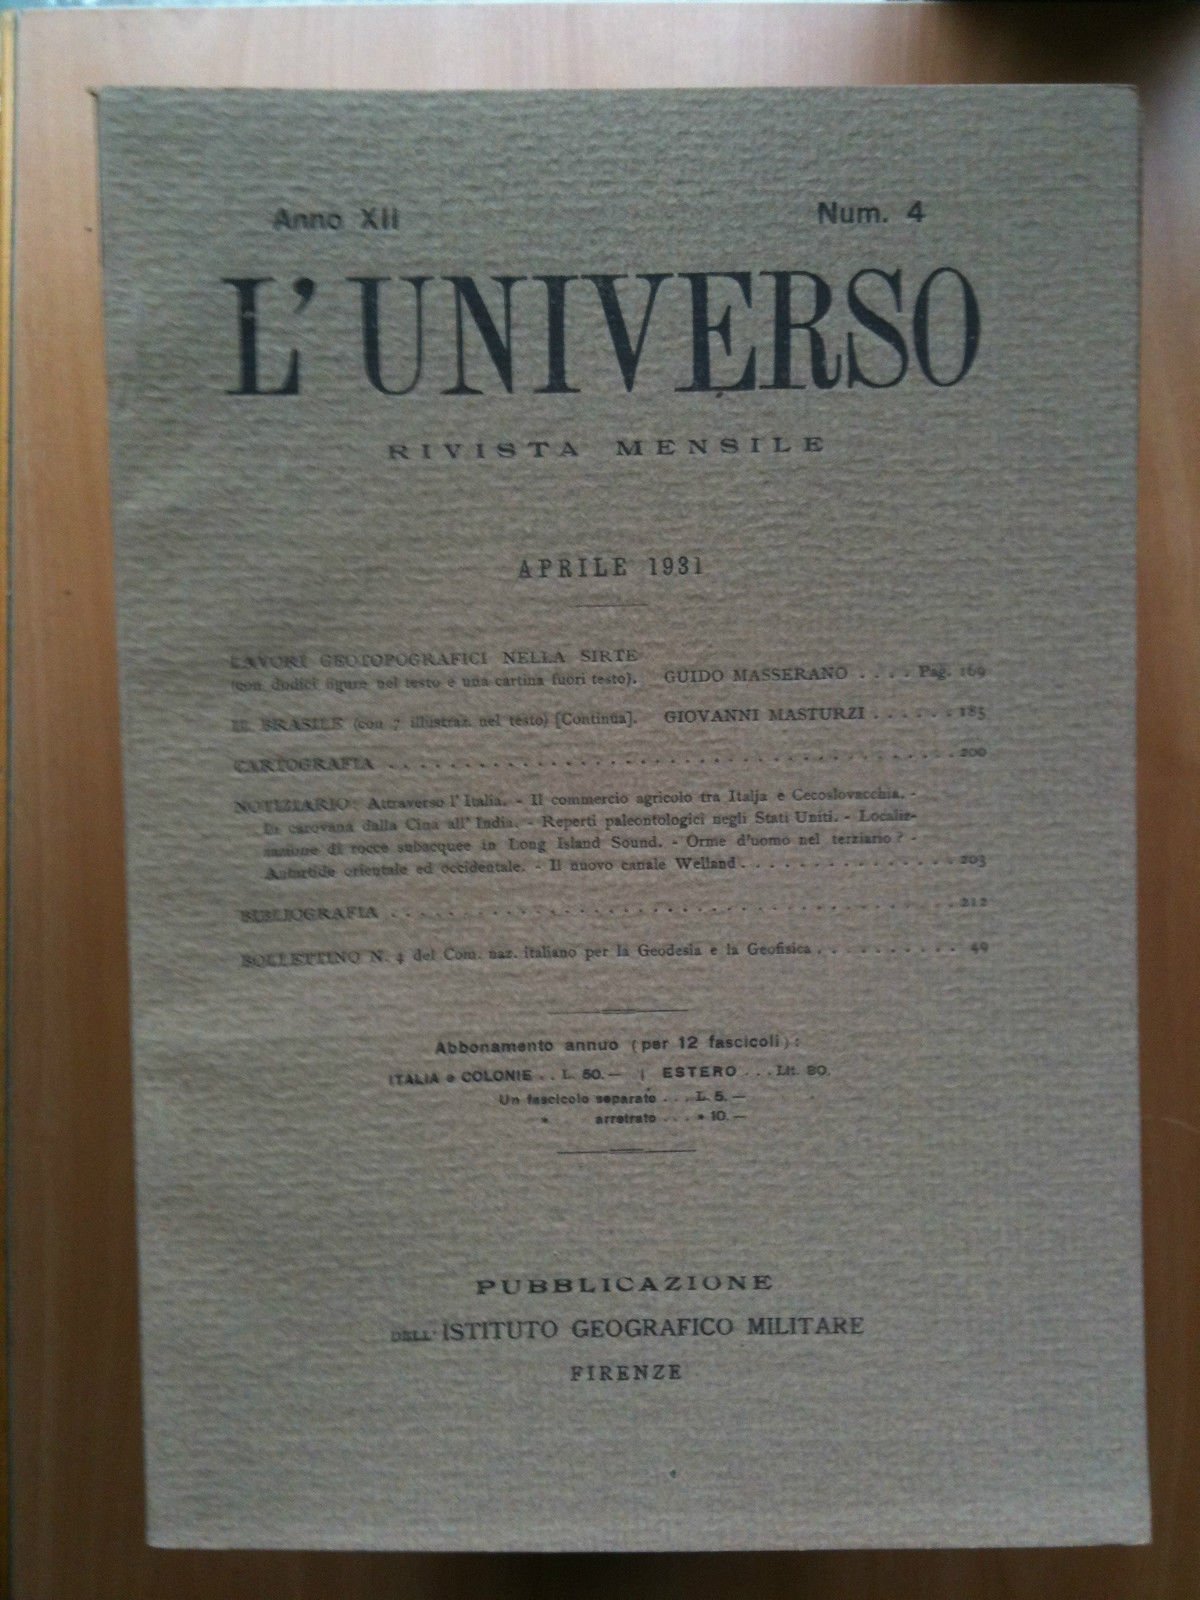 Anno XII Num. 4
L'UNIVERSO
RIVISTA MENSILE
APRILE 1931
LAVORI GEOTOPOGRAFICI NELLA SIRTE
(con dodici figure nel testo e una cartina fuori testo). GUIDO MASSERANO . . . . Pag. 169
IL BRASILE (con 7 illustraz. nel testo) [Continua]. GIOVANNI MASTURZI . . . . . . 185
CARTOGRAFIA . . . . . . . . . . . . . . . . . . . . . . . . . . . . . . . . . . . . . . . . 200
NOTIZIARIO: Attraverso l'Italia. - Il commercio agricolo tra Italja e Cecoslovacchia. -
In carovana dalla Cina all'India. - Reperti paleontologici negli Stati Uniti. - Localiz-
zazione di rocce subacquee in Long Island Sound. - Orme d'uomo nel terziario? -
Antartide orientale ed occidentale. - Il nuovo canale Welland . . . . . . . . . . . . . . . 203
BIBLIOGRAFIA . . . . . . . . . . . . . . . . . . . . . . . . . . . . . . . . . . . . . . . . 212
BOLLETTINO N. 4 del Com. naz. italiano per la Geodesia e la Geofisica . . . . . . . . . . 49
Abbonamento annuo (per 12 fascicoli):
ITALIA e COLONIE . . L. 50.— | ESTERO . . . Lit. 80.
Un fascicolo separato . . . L. 5.—
» arretrato . . . » 10.—
PUBBLICAZIONE
DELL'ISTITUTO GEOGRAFICO MILITARE
FIRENZE